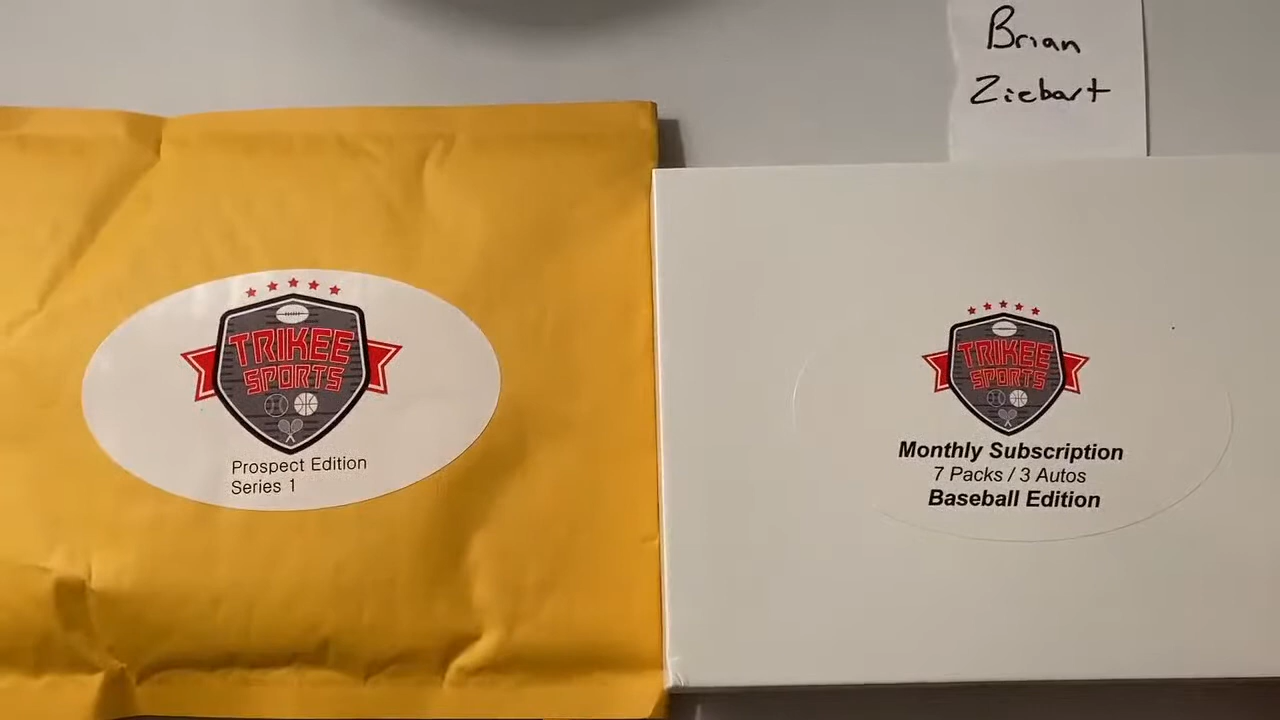 Brian
Ziebart
TRIKEE
SPORTS
Prospect Edition
Series 1
TRIKEE
SPORTS
Monthly Subscription
7 Packs / 3 Autos
Baseball Edition